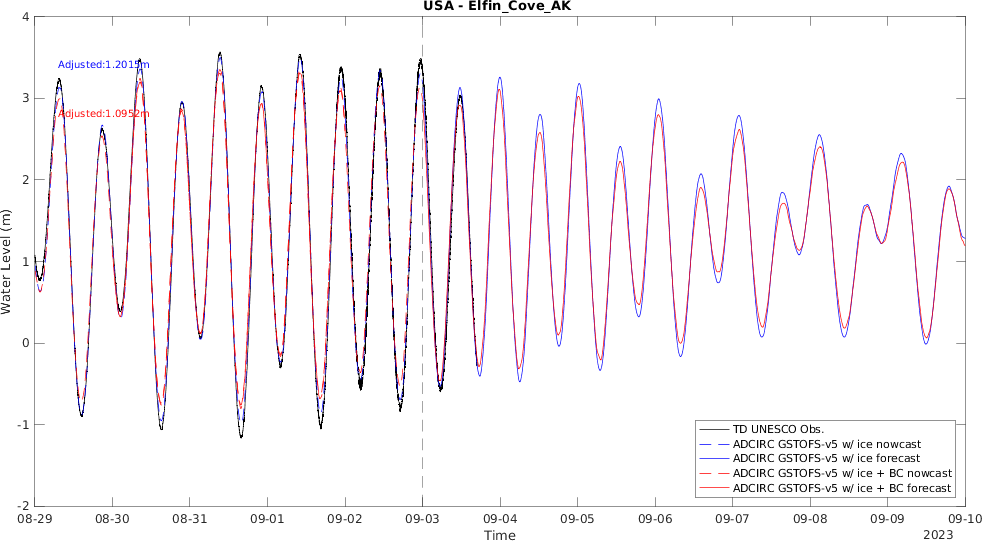 USA - Elfin_Cove_AK
4
3
2
1
0
-1
-2
Water Level (m)
Adjusted:1.2015m
Adjusted:1.0952m
TD UNESCO Obs.
ADCIRC GSTOFS-v5 w/ ice nowcast
ADCIRC GSTOFS-v5 w/ ice forecast
ADCIRC GSTOFS-v5 w/ ice + BC nowcast
ADCIRC GSTOFS-v5 w/ ice + BC forecast
08-29 08-30 08-31 09-01 09-02 09-03 09-04 09-05 09-06 09-07 09-08 09-09 09-10
Time
2023